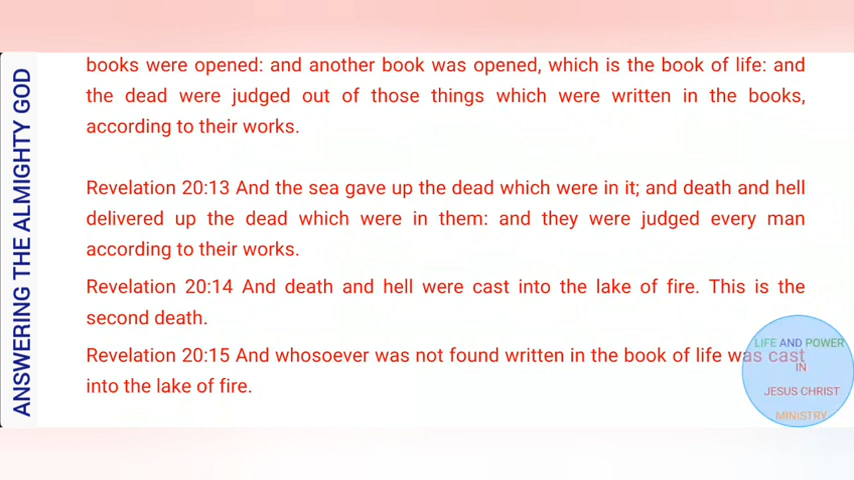 ANSWERING THE ALMIGHTY GOD
books were opened: and another book was opened, which is the book of life: and
the dead were judged out of those things which were written in the books,
according to their works.
Revelation 20:13 And the sea gave up the dead which were in it; and death and hell
delivered up the dead which were in them: and they were judged every man
according to their works.
Revelation 20:14 And death and hell were cast into the lake of fire. This is the
second death.
Revelation 20:15 And whosoever was not found written in the book of life was cast
into the lake of fire.
LIFE AND POWER
IN
JESUS CHRIST
MINISTRY